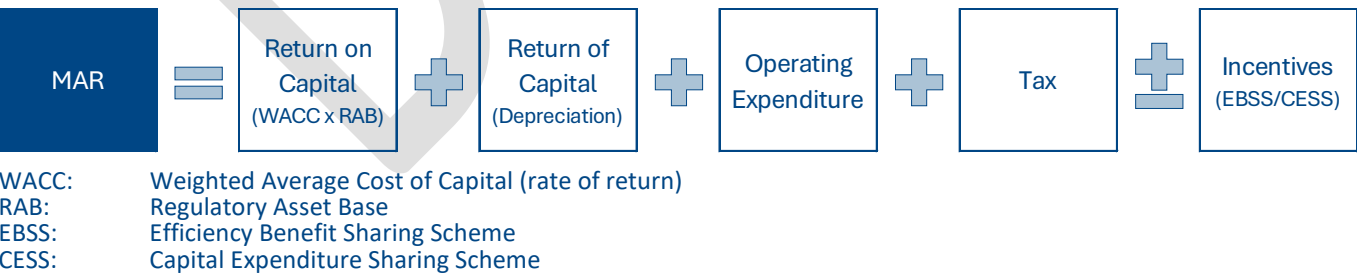 MAR
Return on
Capital
(WACC x RAB)
Return of
Capital
(Depreciation)
Operating
Expenditure
Tax
Incentives
(EBSS/CESS)
WACC: Weighted Average Cost of Capital (rate of return)
RAB: Regulatory Asset Base
EBSS: Efficiency Benefit Sharing Scheme
CESS: Capital Expenditure Sharing Scheme